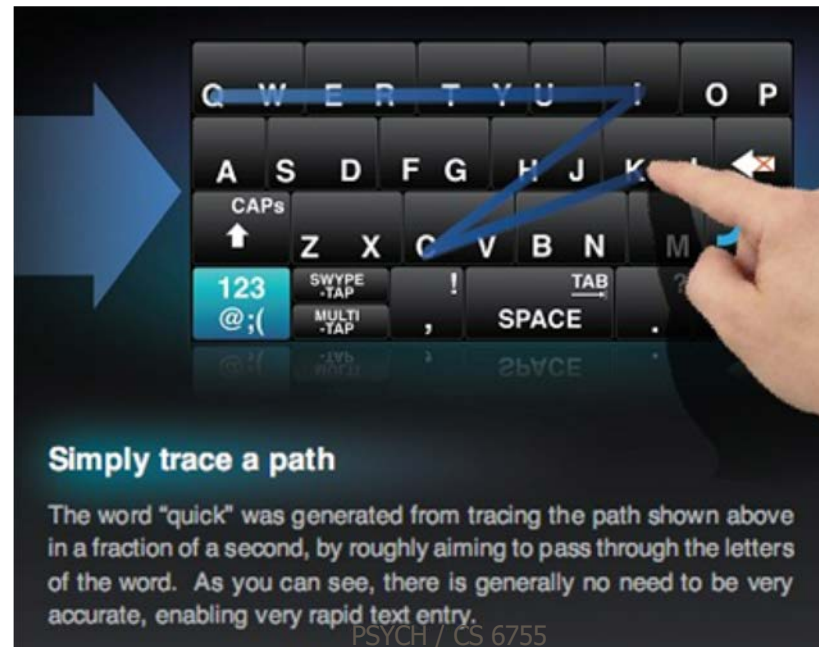 Q W E R T Y U I O P
A S D F G H J K
CAPs
Z X C V B N M
123 SWYPE ! TAB ?
-TAP
@;( MULTI , SPACE .
-TAP
Simply trace a path
The word “quick” was generated from tracing the path shown above
in a fraction of a second, by roughly aiming to pass through the letters
of the word. As you can see, there is generally no need to be very
accurate, enabling very rapid text entry.
PSYCH / CS 6755